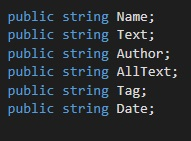 public string Name;
public string Text;
public string Author;
public string AllText;
public string Tag;
public string Date;